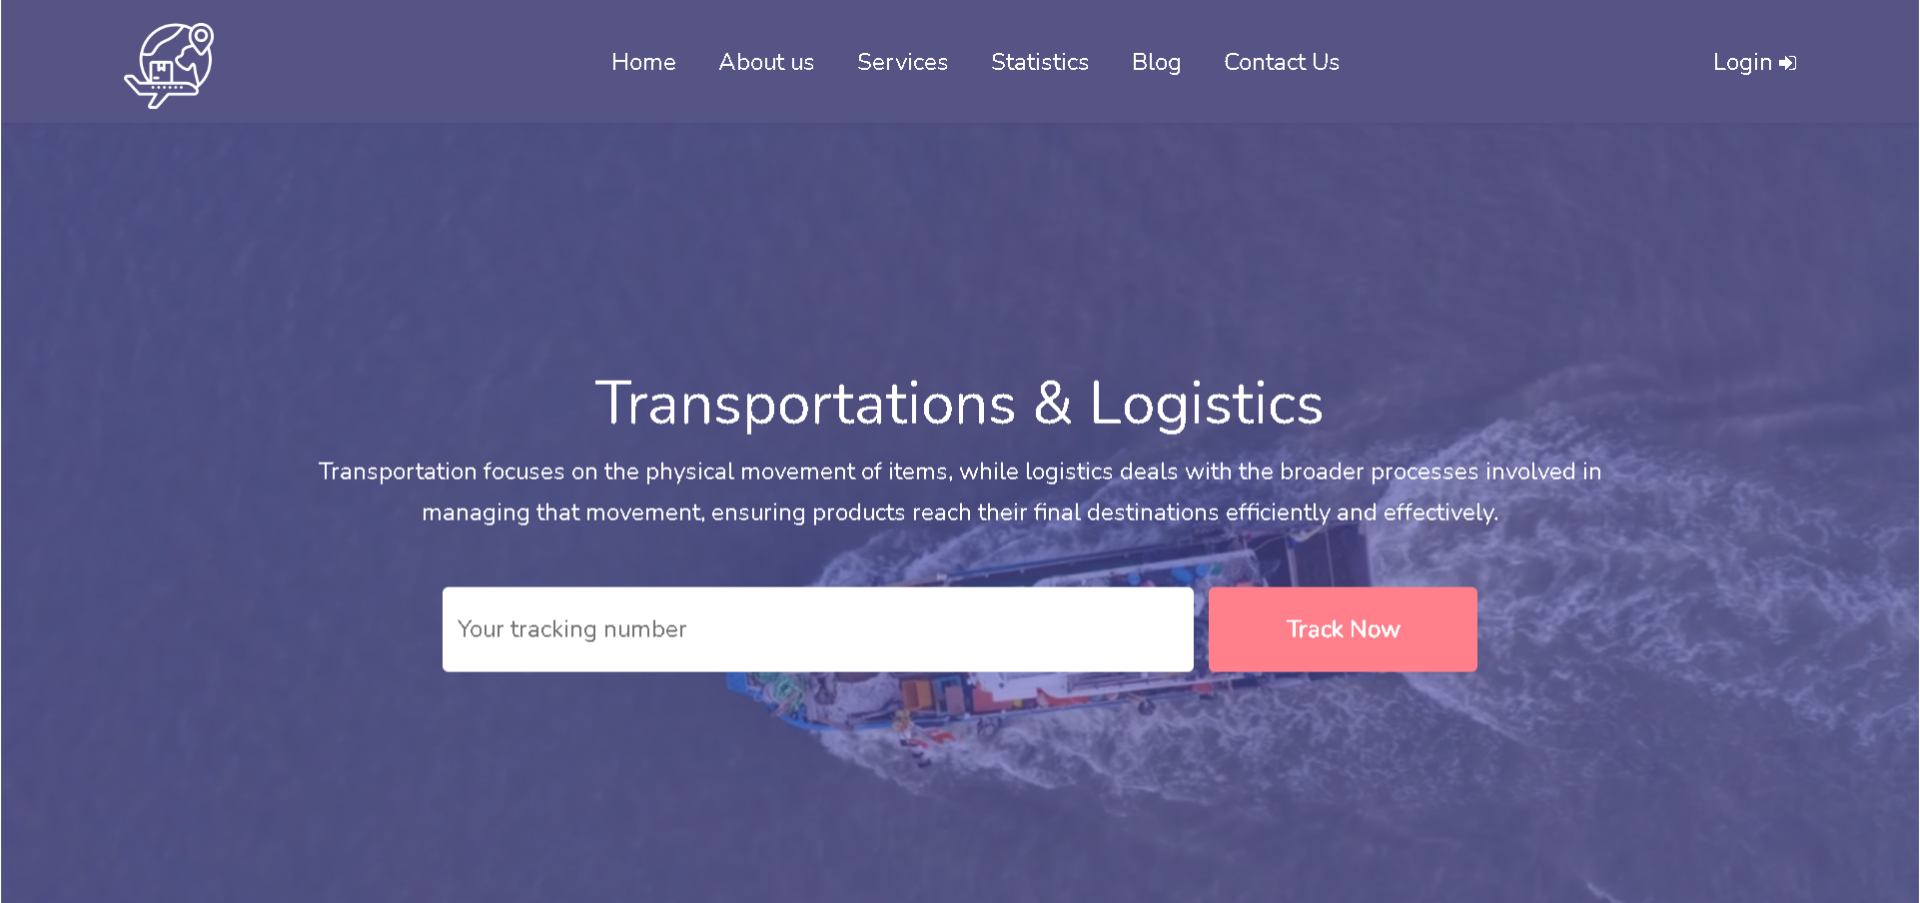 Home About us Services Statistics Blog Contact Us Login
Transportations & Logistics
Transportation focuses on the physical movement of items, while logistics deals with the broader processes involved in
managing that movement, ensuring products reach their final destinations efficiently and effectively.
Your tracking number
Track Now